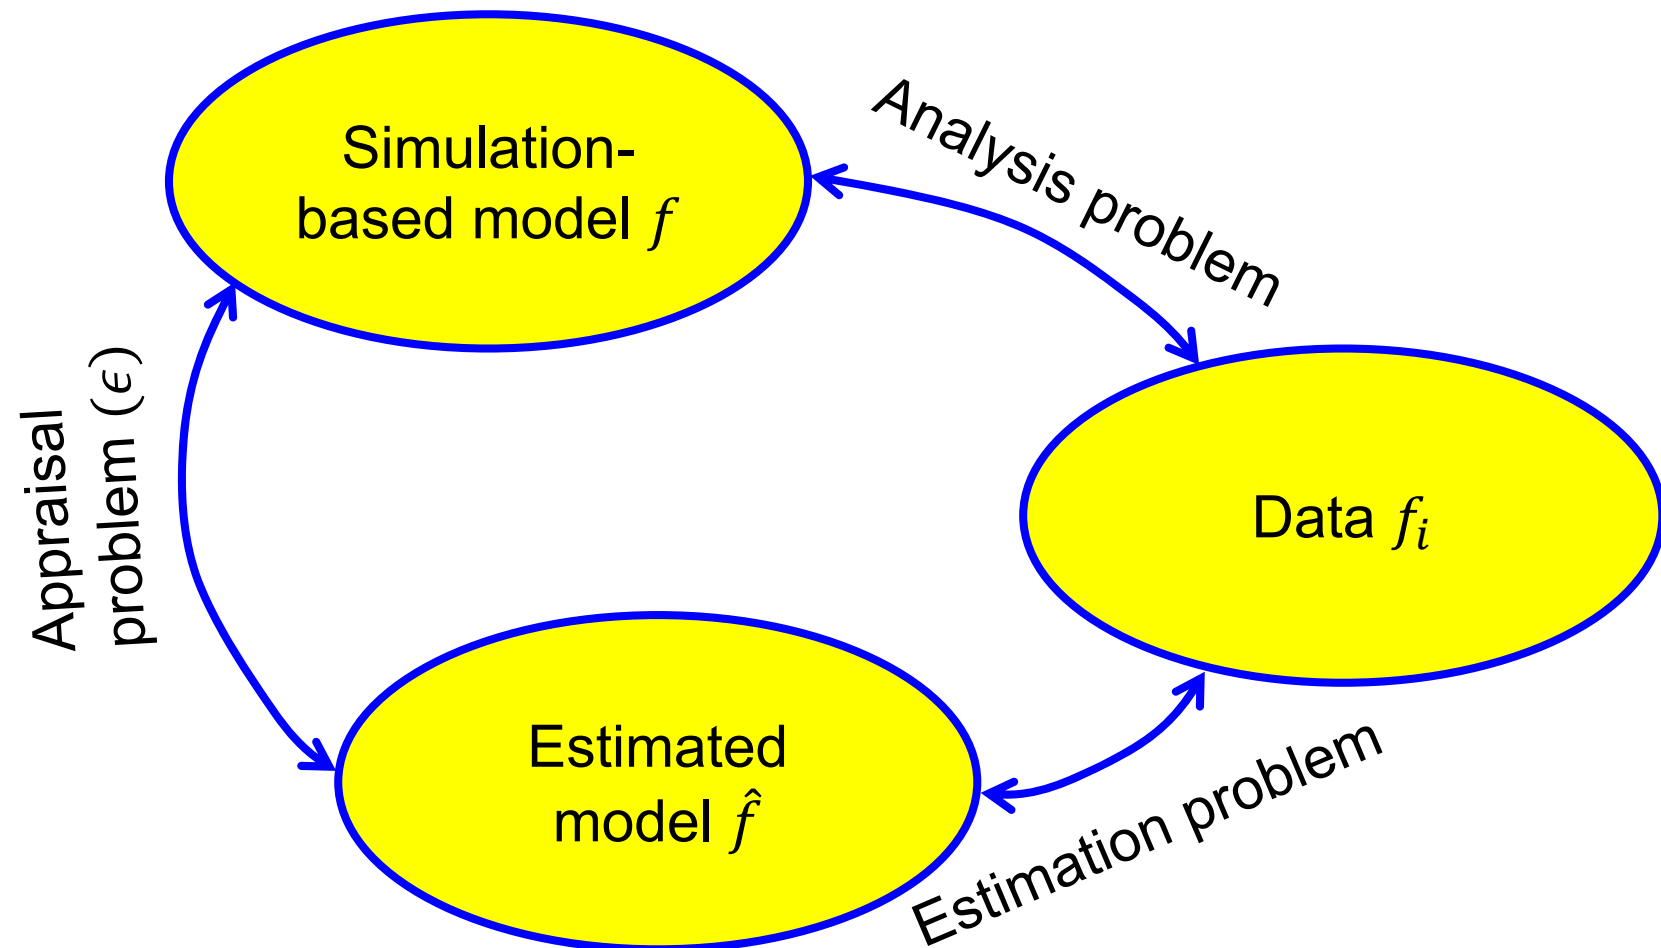 Simulation-
based model f
Analysis problem
Appraisal
problem (ϵ)
Data fᵢ
Estimated
model f̂
Estimation problem